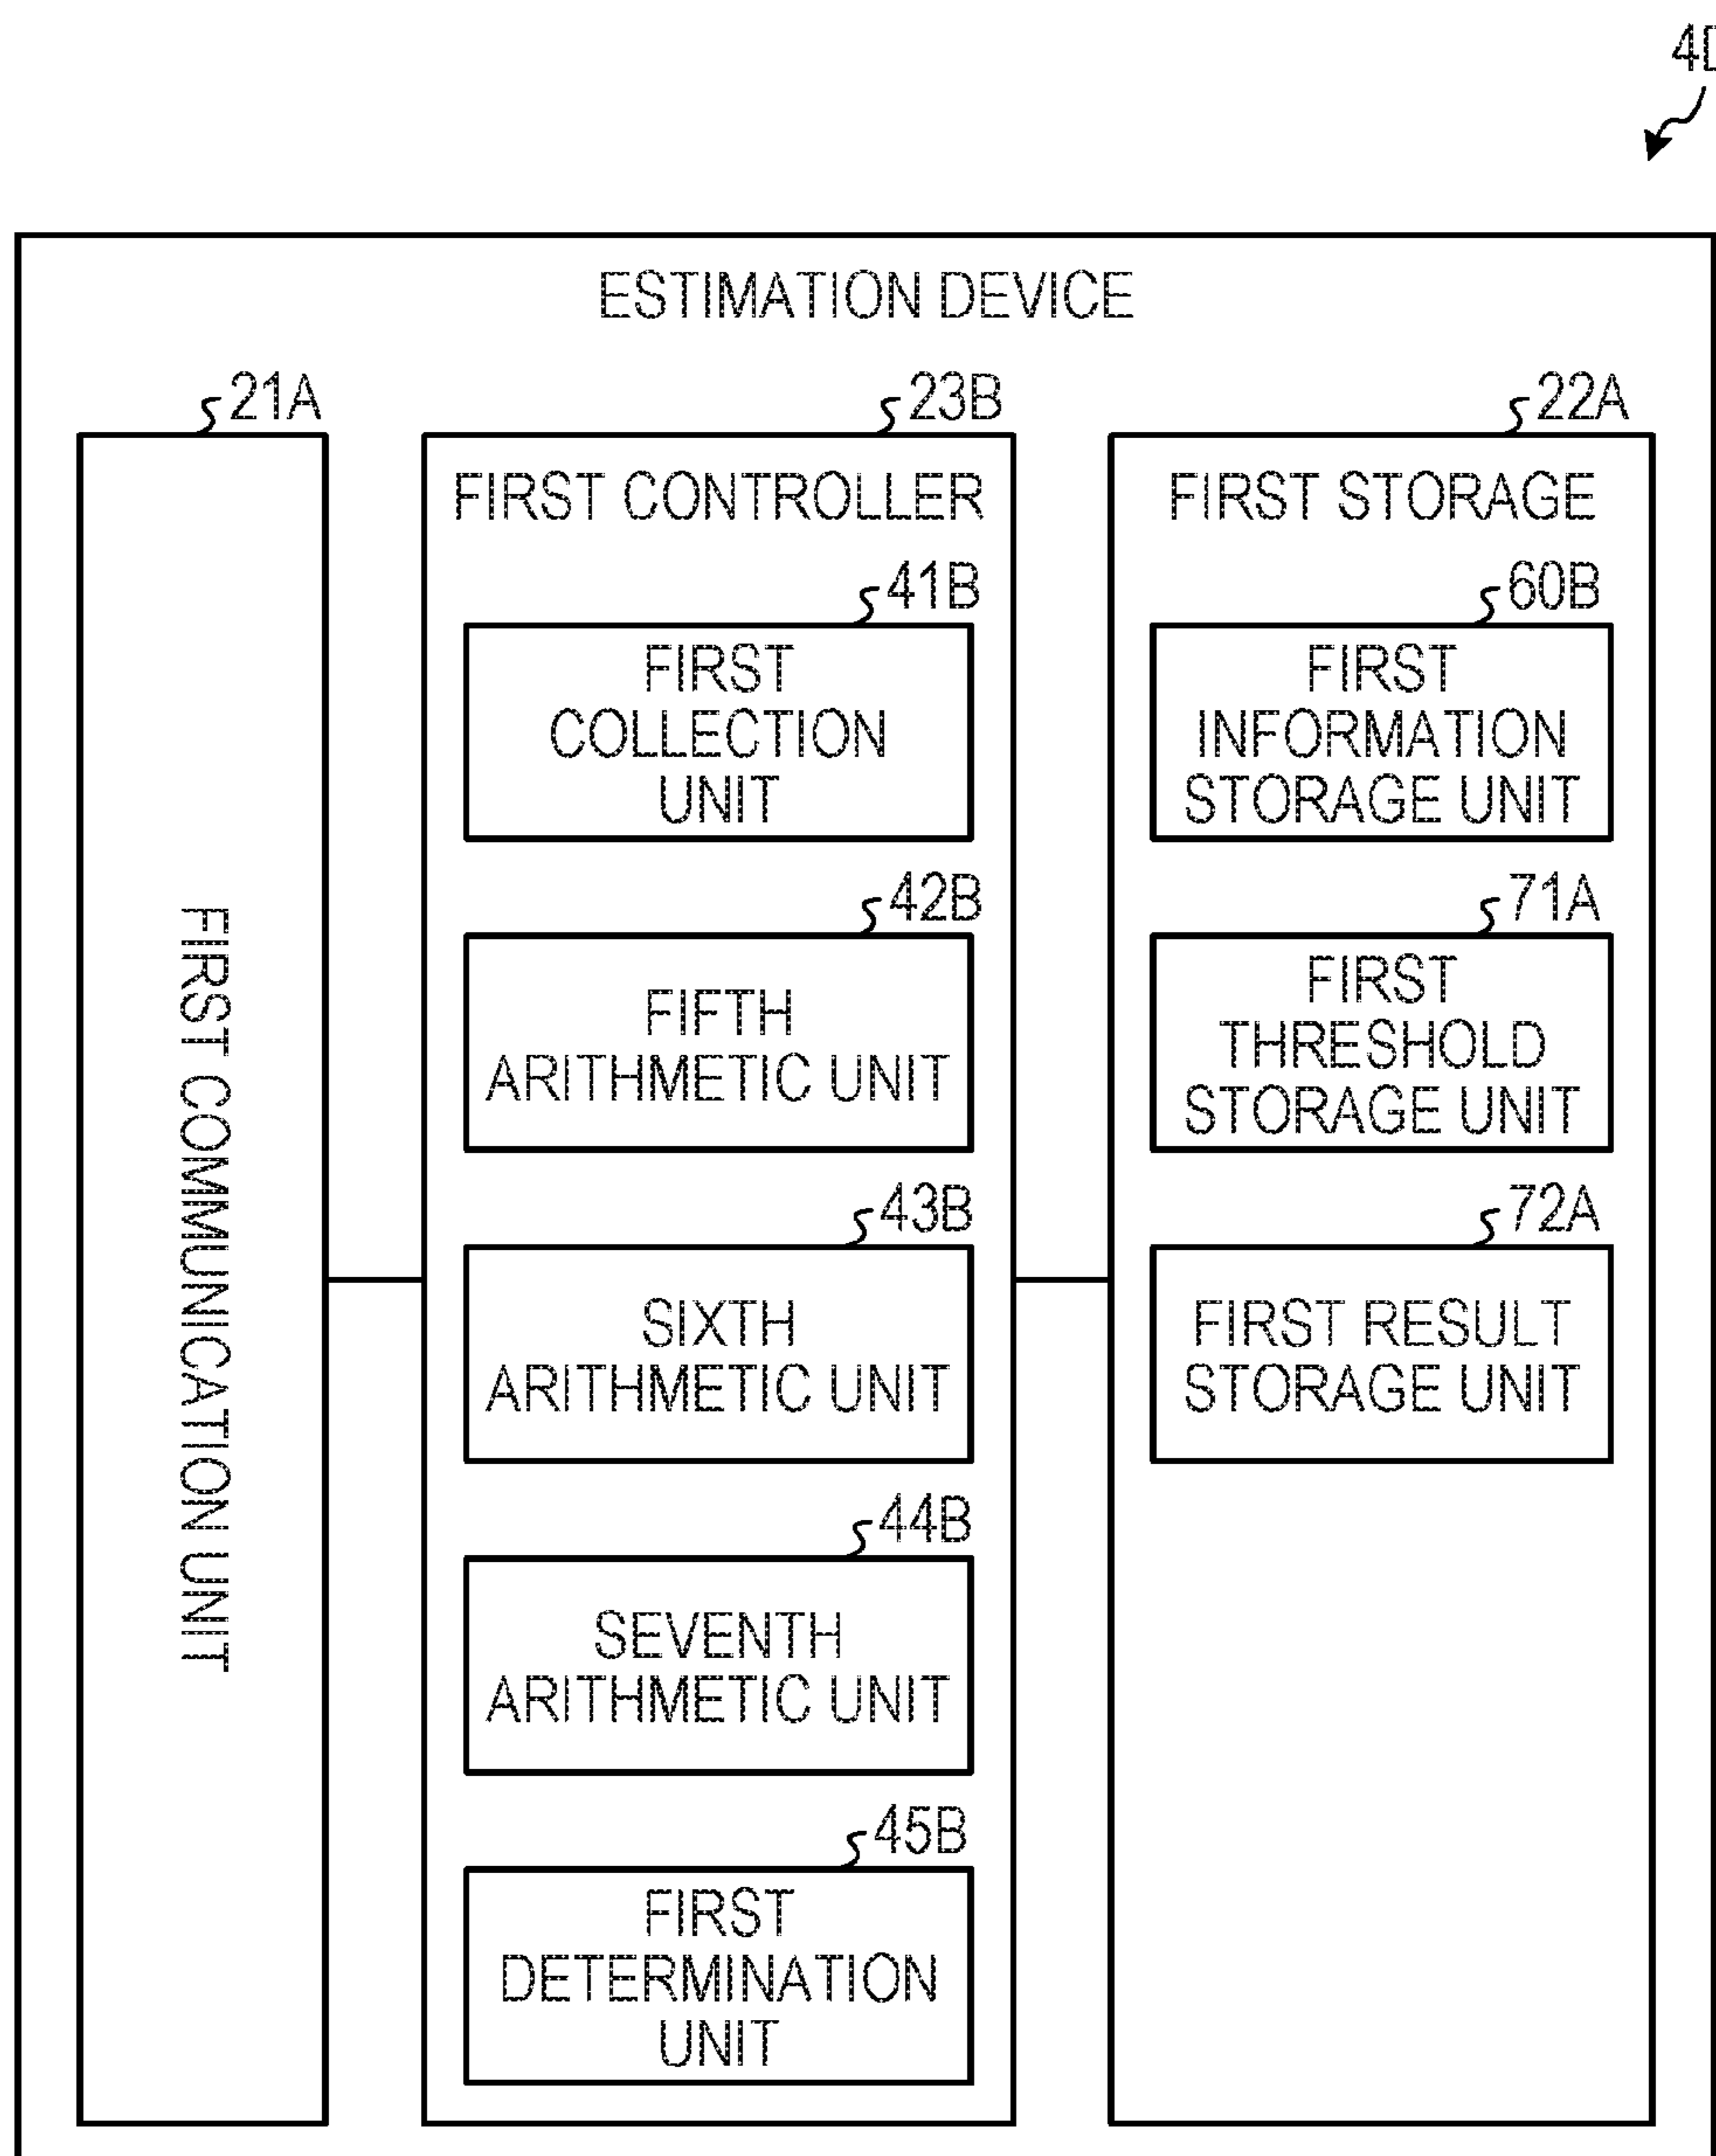 ESTIMATION DEVICE
21A
FIRST COMMUNICATION UNIT
23B
FIRST CONTROLLER
41B
FIRST
COLLECTION
UNIT
42B
FIFTH
ARITHMETIC UNIT
43B
SIXTH
ARITHMETIC UNIT
44B
SEVENTH
ARITHMETIC UNIT
45B
FIRST
DETERMINATION
UNIT
22A
FIRST STORAGE
60B
FIRST
INFORMATION
STORAGE UNIT
71A
FIRST
THRESHOLD
STORAGE UNIT
72A
FIRST RESULT
STORAGE UNIT